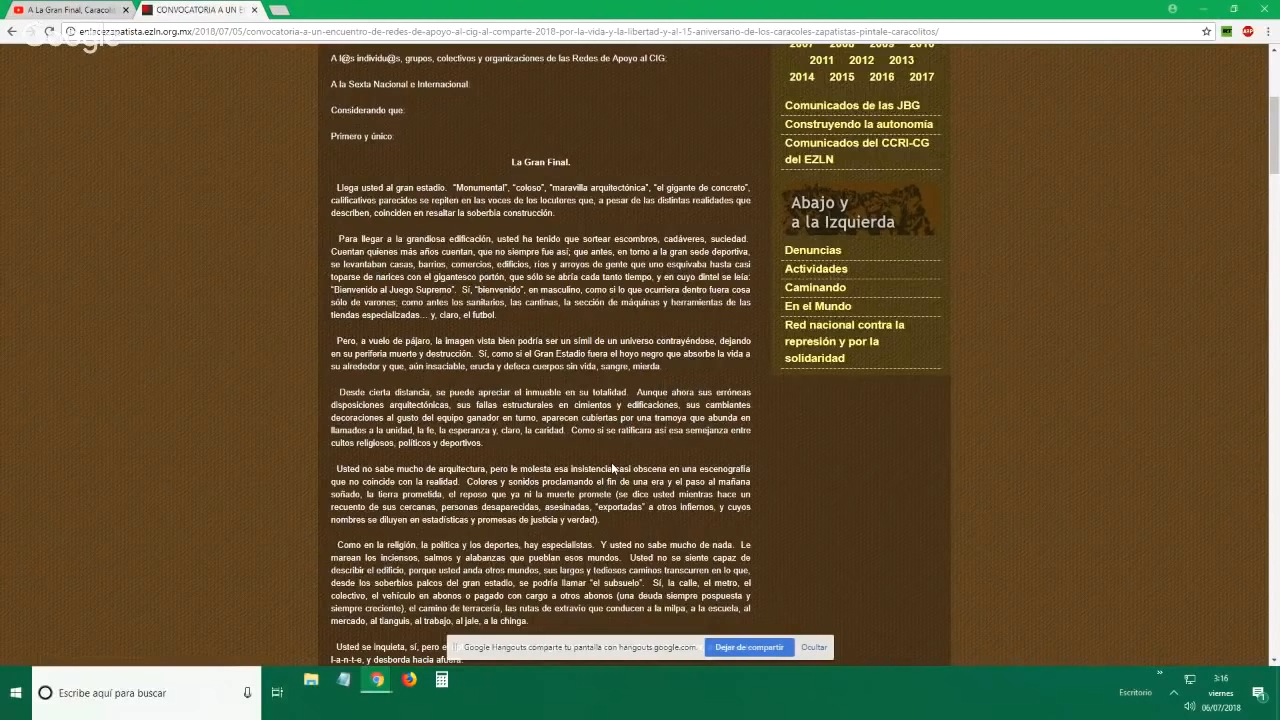 A La Gran Final, Caracole
CONVOCATORIA A UN E
enlacezapatista.ezln.org.mx/2018/07/05/convocatoria-a-un-encuentro-de-redes-de-apoyo-al-cig-al-comparte-2018-por-la-vida-y-la-libertad-y-al-15-aniversario-de-los-caracoles-zapatistas-pintale-caracolitos/
Google
A l@s individu@s, grupos, colectivos y organizaciones de las Redes de Apoyo al CIG:
A la Sexta Nacional e Internacional:
Considerando que:
Primero y único:
La Gran Final.
Llega usted al gran estadio. "Monumental", "coloso", "maravilla arquitectónica", "el gigante de concreto",
calificativos parecidos se repiten en las voces de los locutores que, a pesar de las distintas realidades que
describen, coinciden en resaltar la soberbia construcción.
Para llegar a la grandiosa edificación, usted ha tenido que sortear escombros, cadáveres, suciedad.
Cuentan quienes más años cuentan, que no siempre fue así; que antes, en torno a la gran sede deportiva,
se levantaban casas, barrios, comercios, edificios, ríos y arroyos de gente que uno esquivaba hasta casi
toparse de narices con el gigantesco portón, que sólo se abría cada tanto tiempo, y en cuyo dintel se leía:
"Bienvenido al Juego Supremo". Sí, "bienvenido", en masculino, como si lo que ocurriera dentro fuera cosa
sólo de varones; como antes los sanitarios, las cantinas, la sección de máquinas y herramientas de las
tiendas especializadas... y, claro, el futbol.
Pero, a vuelo de pájaro, la imagen vista bien podría ser un símil de un universo contrayéndose, dejando
en su periferia muerte y destrucción. Sí, como si el Gran Estadio fuera el hoyo negro que absorbe la vida a
su alrededor y que, aún insaciable, eructa y defeca cuerpos sin vida, sangre, mierda.
Desde cierta distancia, se puede apreciar el inmueble en su totalidad. Aunque ahora sus erróneas
disposiciones arquitectónicas, sus fallas estructurales en cimientos y edificaciones, sus cambiantes
decoraciones al gusto del equipo ganador en turno, aparecen cubiertas por una tramoya que abunda en
llamados a la unidad, la fe, la esperanza y, claro, la caridad. Como si se ratificara así esa semejanza entre
cultos religiosos, políticos y deportivos.
Usted no sabe mucho de arquitectura, pero le molesta esa insistencia casi obscena en una escenografía
que no coincide con la realidad. Colores y sonidos proclamando el fin de una era y el paso al mañana
soñado, la tierra prometida, el reposo que ya ni la muerte promete (se dice usted mientras hace un
recuento de sus cercanas, personas desaparecidas, asesinadas, "exportadas" a otros infiernos, y cuyos
nombres se diluyen en estadísticas y promesas de justicia y verdad).
Como en la religión, la política y los deportes, hay especialistas. Y usted no sabe mucho de nada. Le
marean los inciensos, salmos y alabanzas que pueblan esos mundos. Usted no se siente capaz de
describir el edificio, porque usted anda otros mundos, sus largos y tediosos caminos transcurren en lo que,
desde los soberbios palcos del gran estadio, se podría llamar "el subsuelo". Sí, la calle, el metro, el
colectivo, el vehículo en abonos o pagado con cargo a otros abonos (una deuda siempre pospuesta y
siempre creciente), el camino de terracería, las rutas de extravío que conducen a la milpa, a la escuela, al
mercado, al tianguis, al trabajo, al jale, a la chinga.
Usted se inquieta, sí, pero e
l-a-n-t-e, y desborda hacia afuera.
2007 2008 2009 2010
2011 2012 2013
2014 2015 2016 2017
Comunicados de las JBG
Construyendo la autonomía
Comunicados del CCRI-CG
del EZLN
Abajo y
a la Izquierda
Denuncias
Actividades
Caminando
En el Mundo
Red nacional contra la
represión y por la
solidaridad
Google Hangouts comparte tu pantalla con hangouts.google.com.
Dejar de compartir
Ocultar
Escribe aquí para buscar
Escritorio
3:16
viernes
06/07/2018